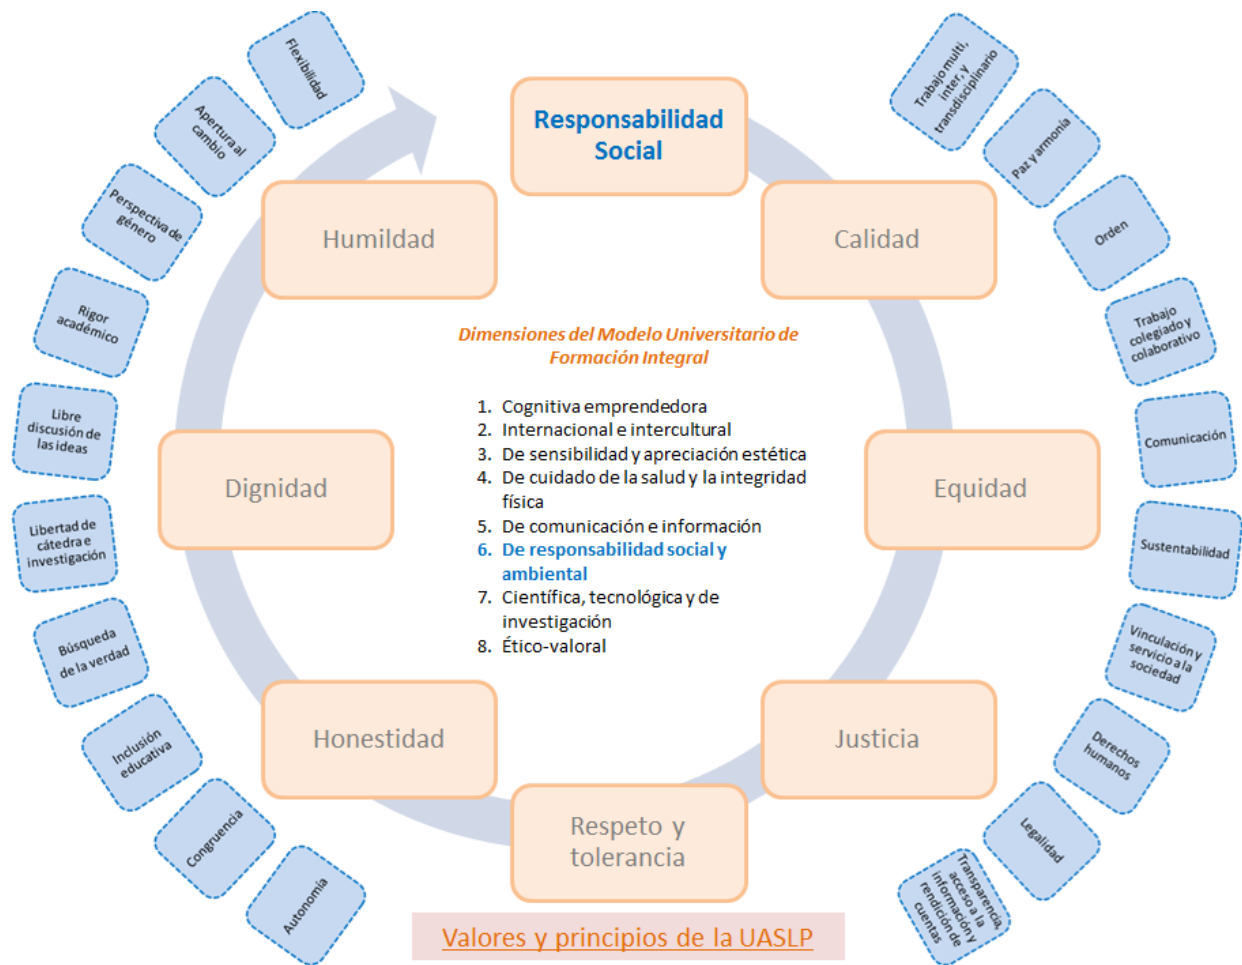 Flexibilidad
Apertura al
cambio
Perspectiva de
género
Rigor
académico
Libre
discusión de
las ideas
Libertad de
cátedra e
investigación
Búsqueda
de la verdad
Inclusión
educativa
Congruencia
Autonomía
Responsabilidad
Social
Calidad
Equidad
Justicia
Respeto y
tolerancia
Honestidad
Dignidad
Humildad
Dimensiones del Modelo Universitario de
Formación Integral
1. Cognitiva emprendedora
2. Internacional e intercultural
3. De sensibilidad y apreciación estética
4. De cuidado de la salud y la integridad
física
5. De comunicación e información
6. De responsabilidad social y
ambiental
7. Científica, tecnológica y de
investigación
8. Ético-valoral
Trabajo multi,
inter, y
transdisciplinario
Paz y armonía
Orden
Trabajo
colegiado y
colaborativo
Comunicación
Sustentabilidad
Vinculación y
servicio a la
sociedad
Derechos
humanos
Legalidad
Transparencia,
acceso a la
información y
rendición de
cuentas
Valores y principios de la UASLP